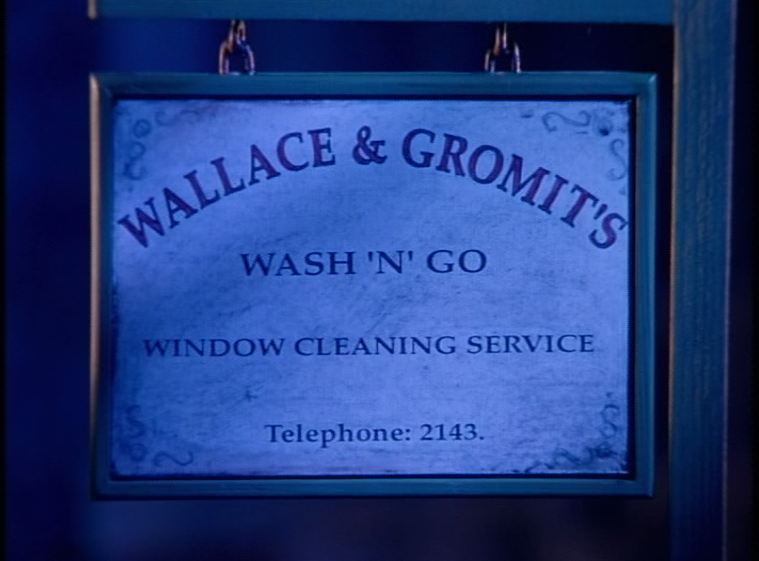 WALLACE & GROMIT'S
WASH 'N' GO
WINDOW CLEANING SERVICE
Telephone: 2143.